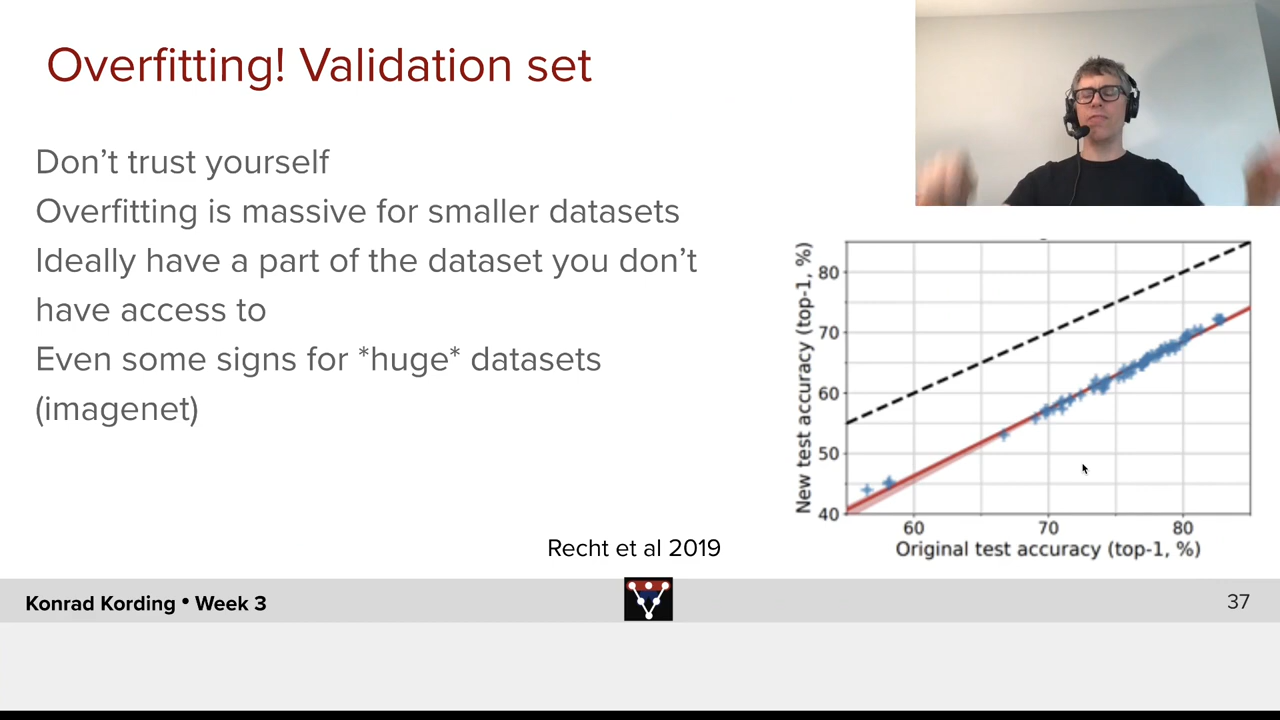 Overfitting! Validation set
Don’t trust yourself
Overfitting is massive for smaller datasets
Ideally have a part of the dataset you don’t
have access to
Even some signs for *huge* datasets
(imagenet)
New test accuracy (top-1, %)
80
70
60
50
40
60 70 80
Original test accuracy (top-1, %)
Recht et al 2019
Konrad Kording • Week 3
37